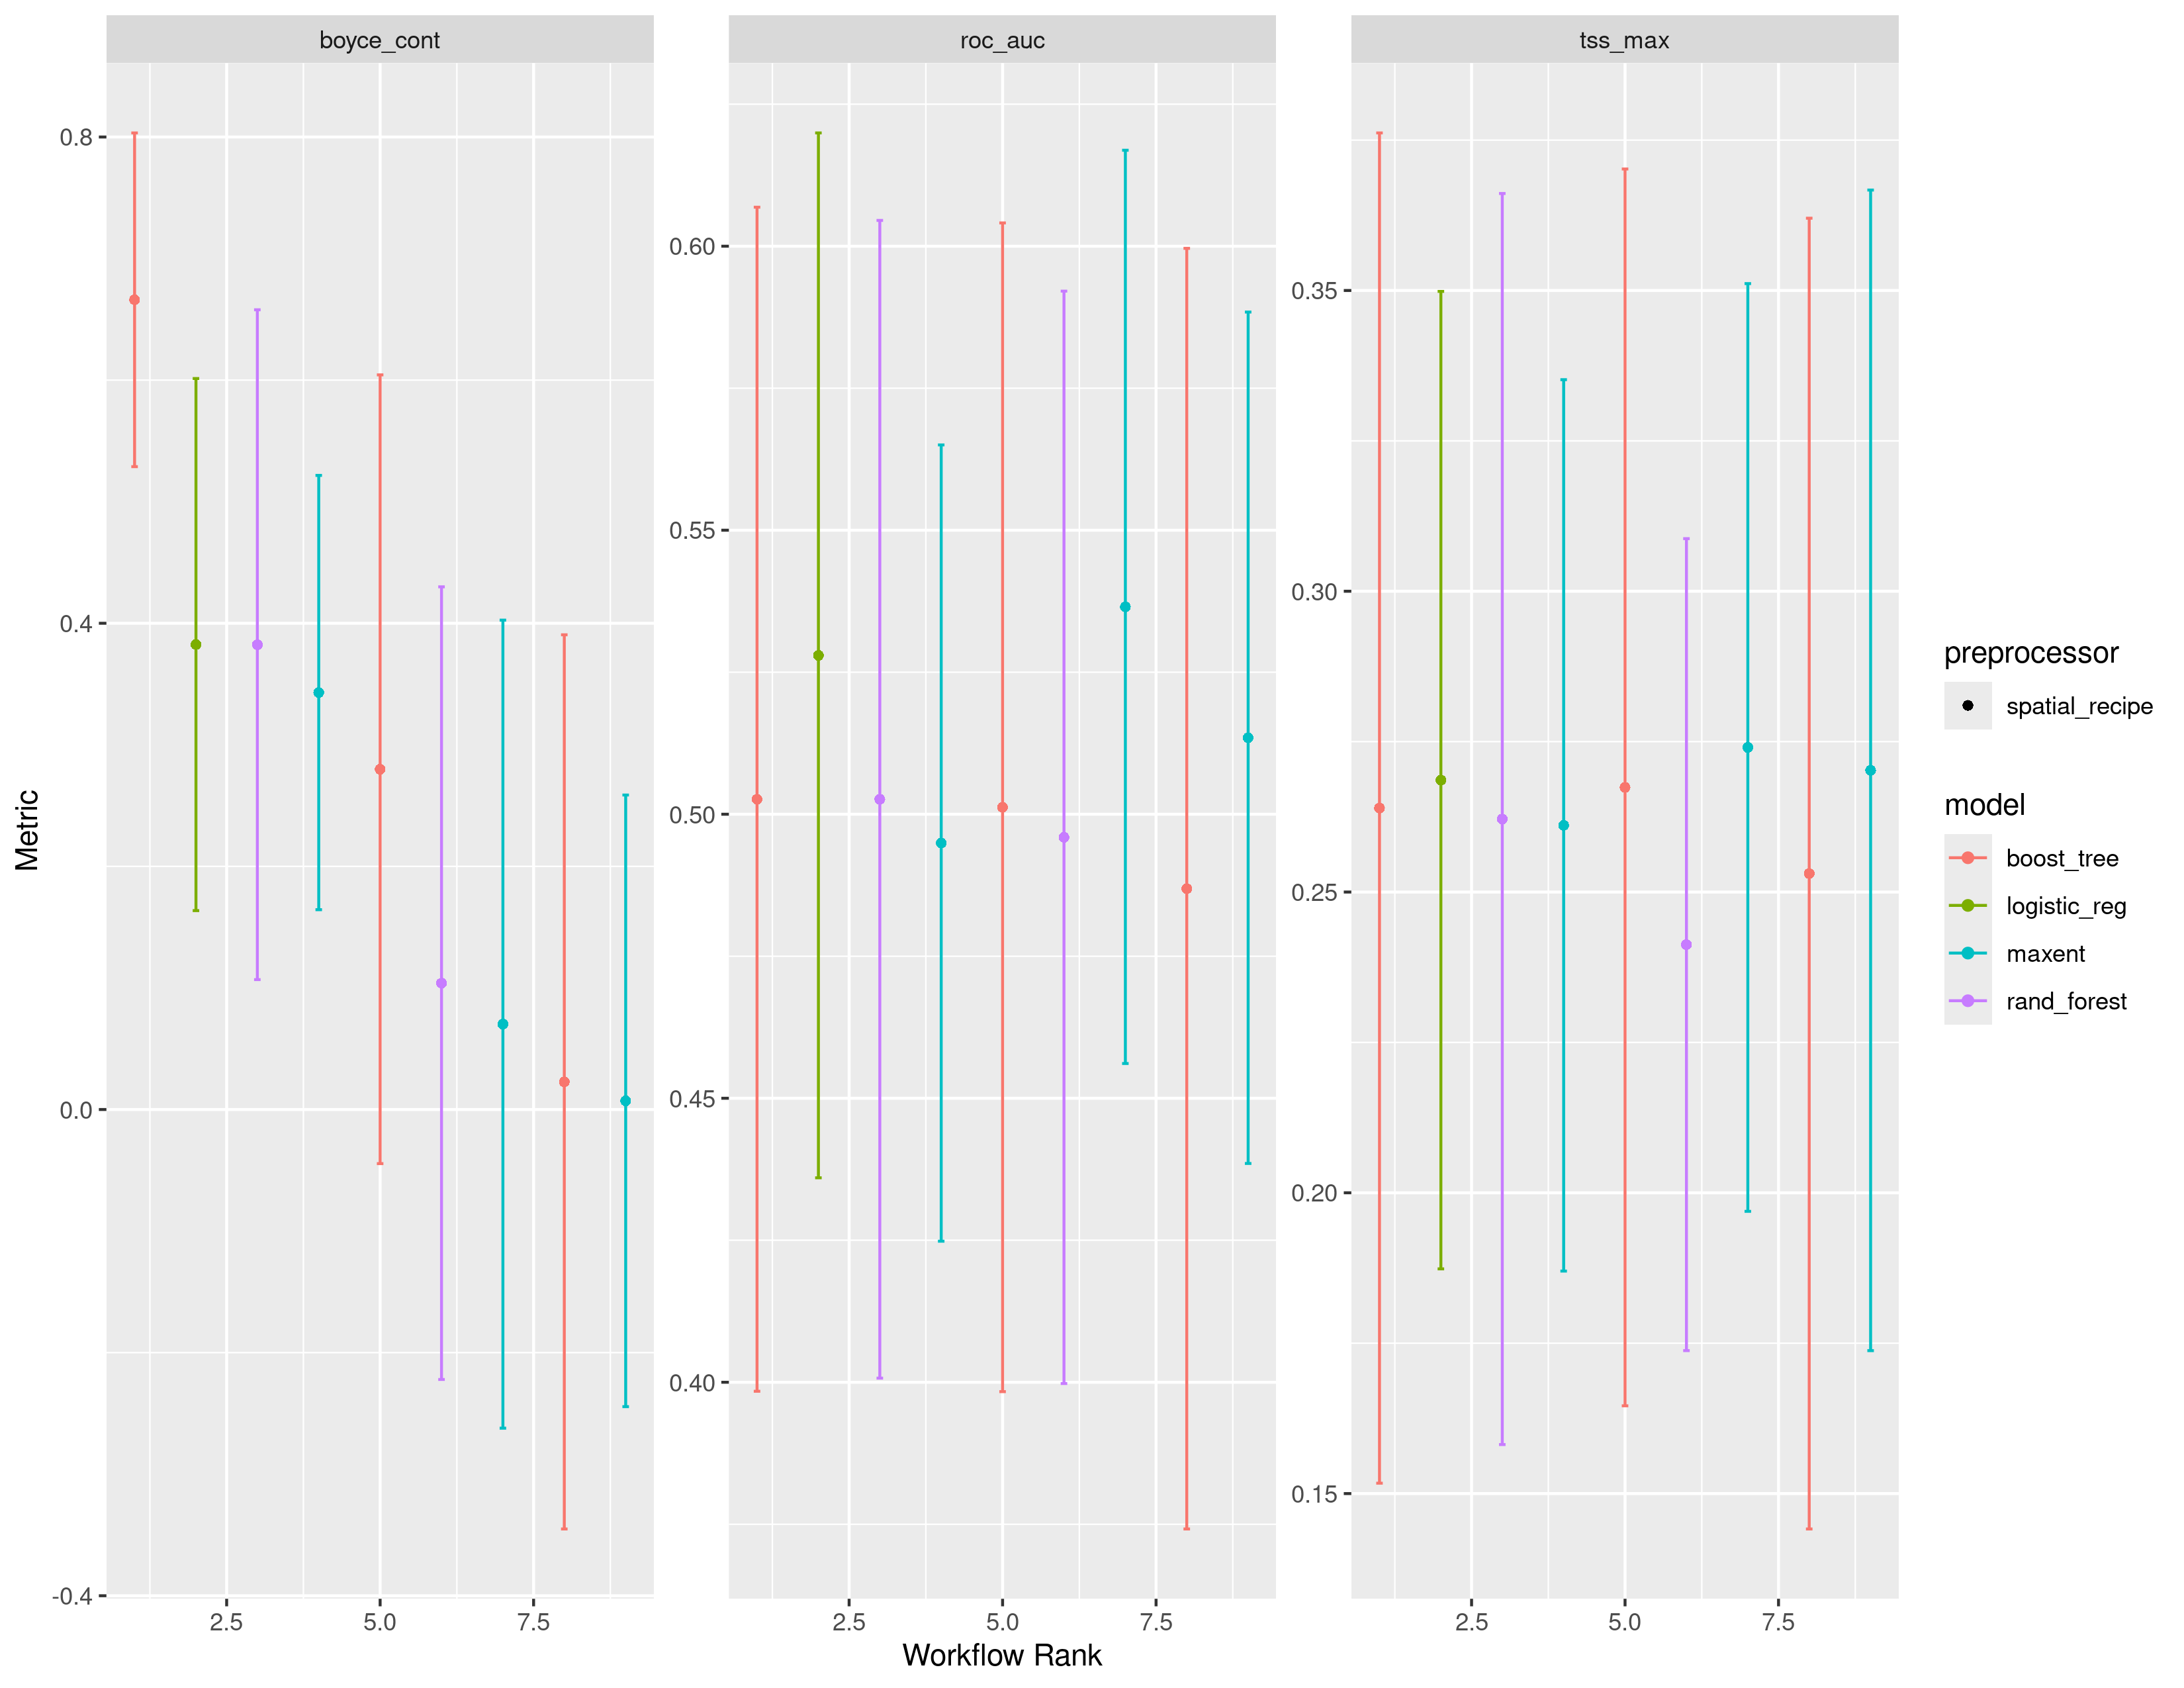 boyce_cont
roc_auc
tss_max
0.8
0.4
0.0
-0.4
0.60
0.55
0.50
0.45
0.40
0.35
0.30
0.25
0.20
0.15
2.5 5.0 7.5
2.5 5.0 7.5
2.5 5.0 7.5
Metric
Workflow Rank
preprocessor
spatial_recipe
model
boost_tree
logistic_reg
maxent
rand_forest